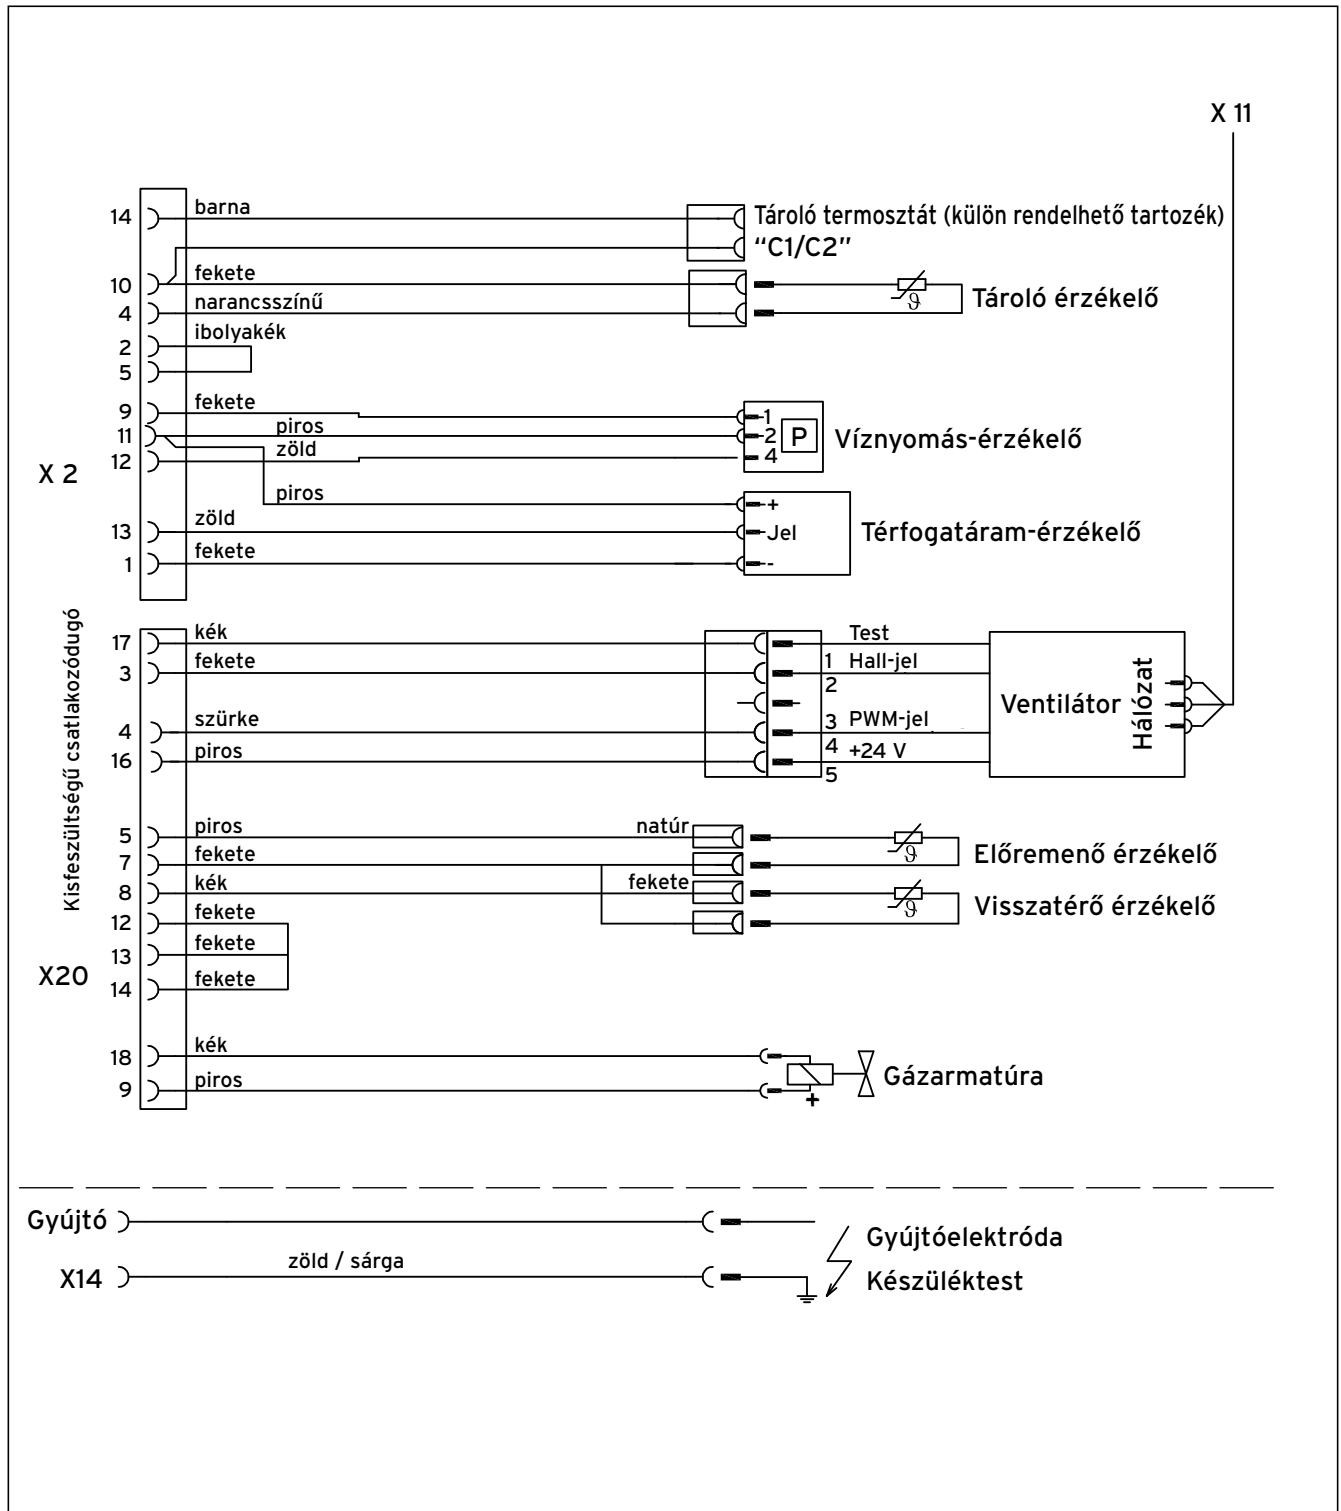 X 11
14 barna
Tároló termosztát (külön rendelhető tartozék)
“C1/C2”
10 fekete
4 narancsszínű
ϑ
Tároló érzékelő
2 ibolyakék
5
9 fekete
11 piros
12 zöld
1
2
4
P
Víznyomás-érzékelő
X 2
piros
13 zöld
1 fekete
+
Jel
-
Térfogatáram-érzékelő
Kisfeszültségű csatlakozódugó
17 kék
3 fekete
4 szürke
16 piros
Test
1 Hall-jel
2
3 PWM-jel
4 +24 V
5
Ventilátor
Hálózat
5 piros
natúr
7 fekete
ϑ
Előremenő érzékelő
8 kék
fekete
ϑ
Visszatérő érzékelő
12 fekete
13 fekete
14 fekete
X20
18 kék
9 piros
+
Gázarmatúra
Gyújtó
Gyújtóelektróda
X14
zöld / sárga
Készüléktest